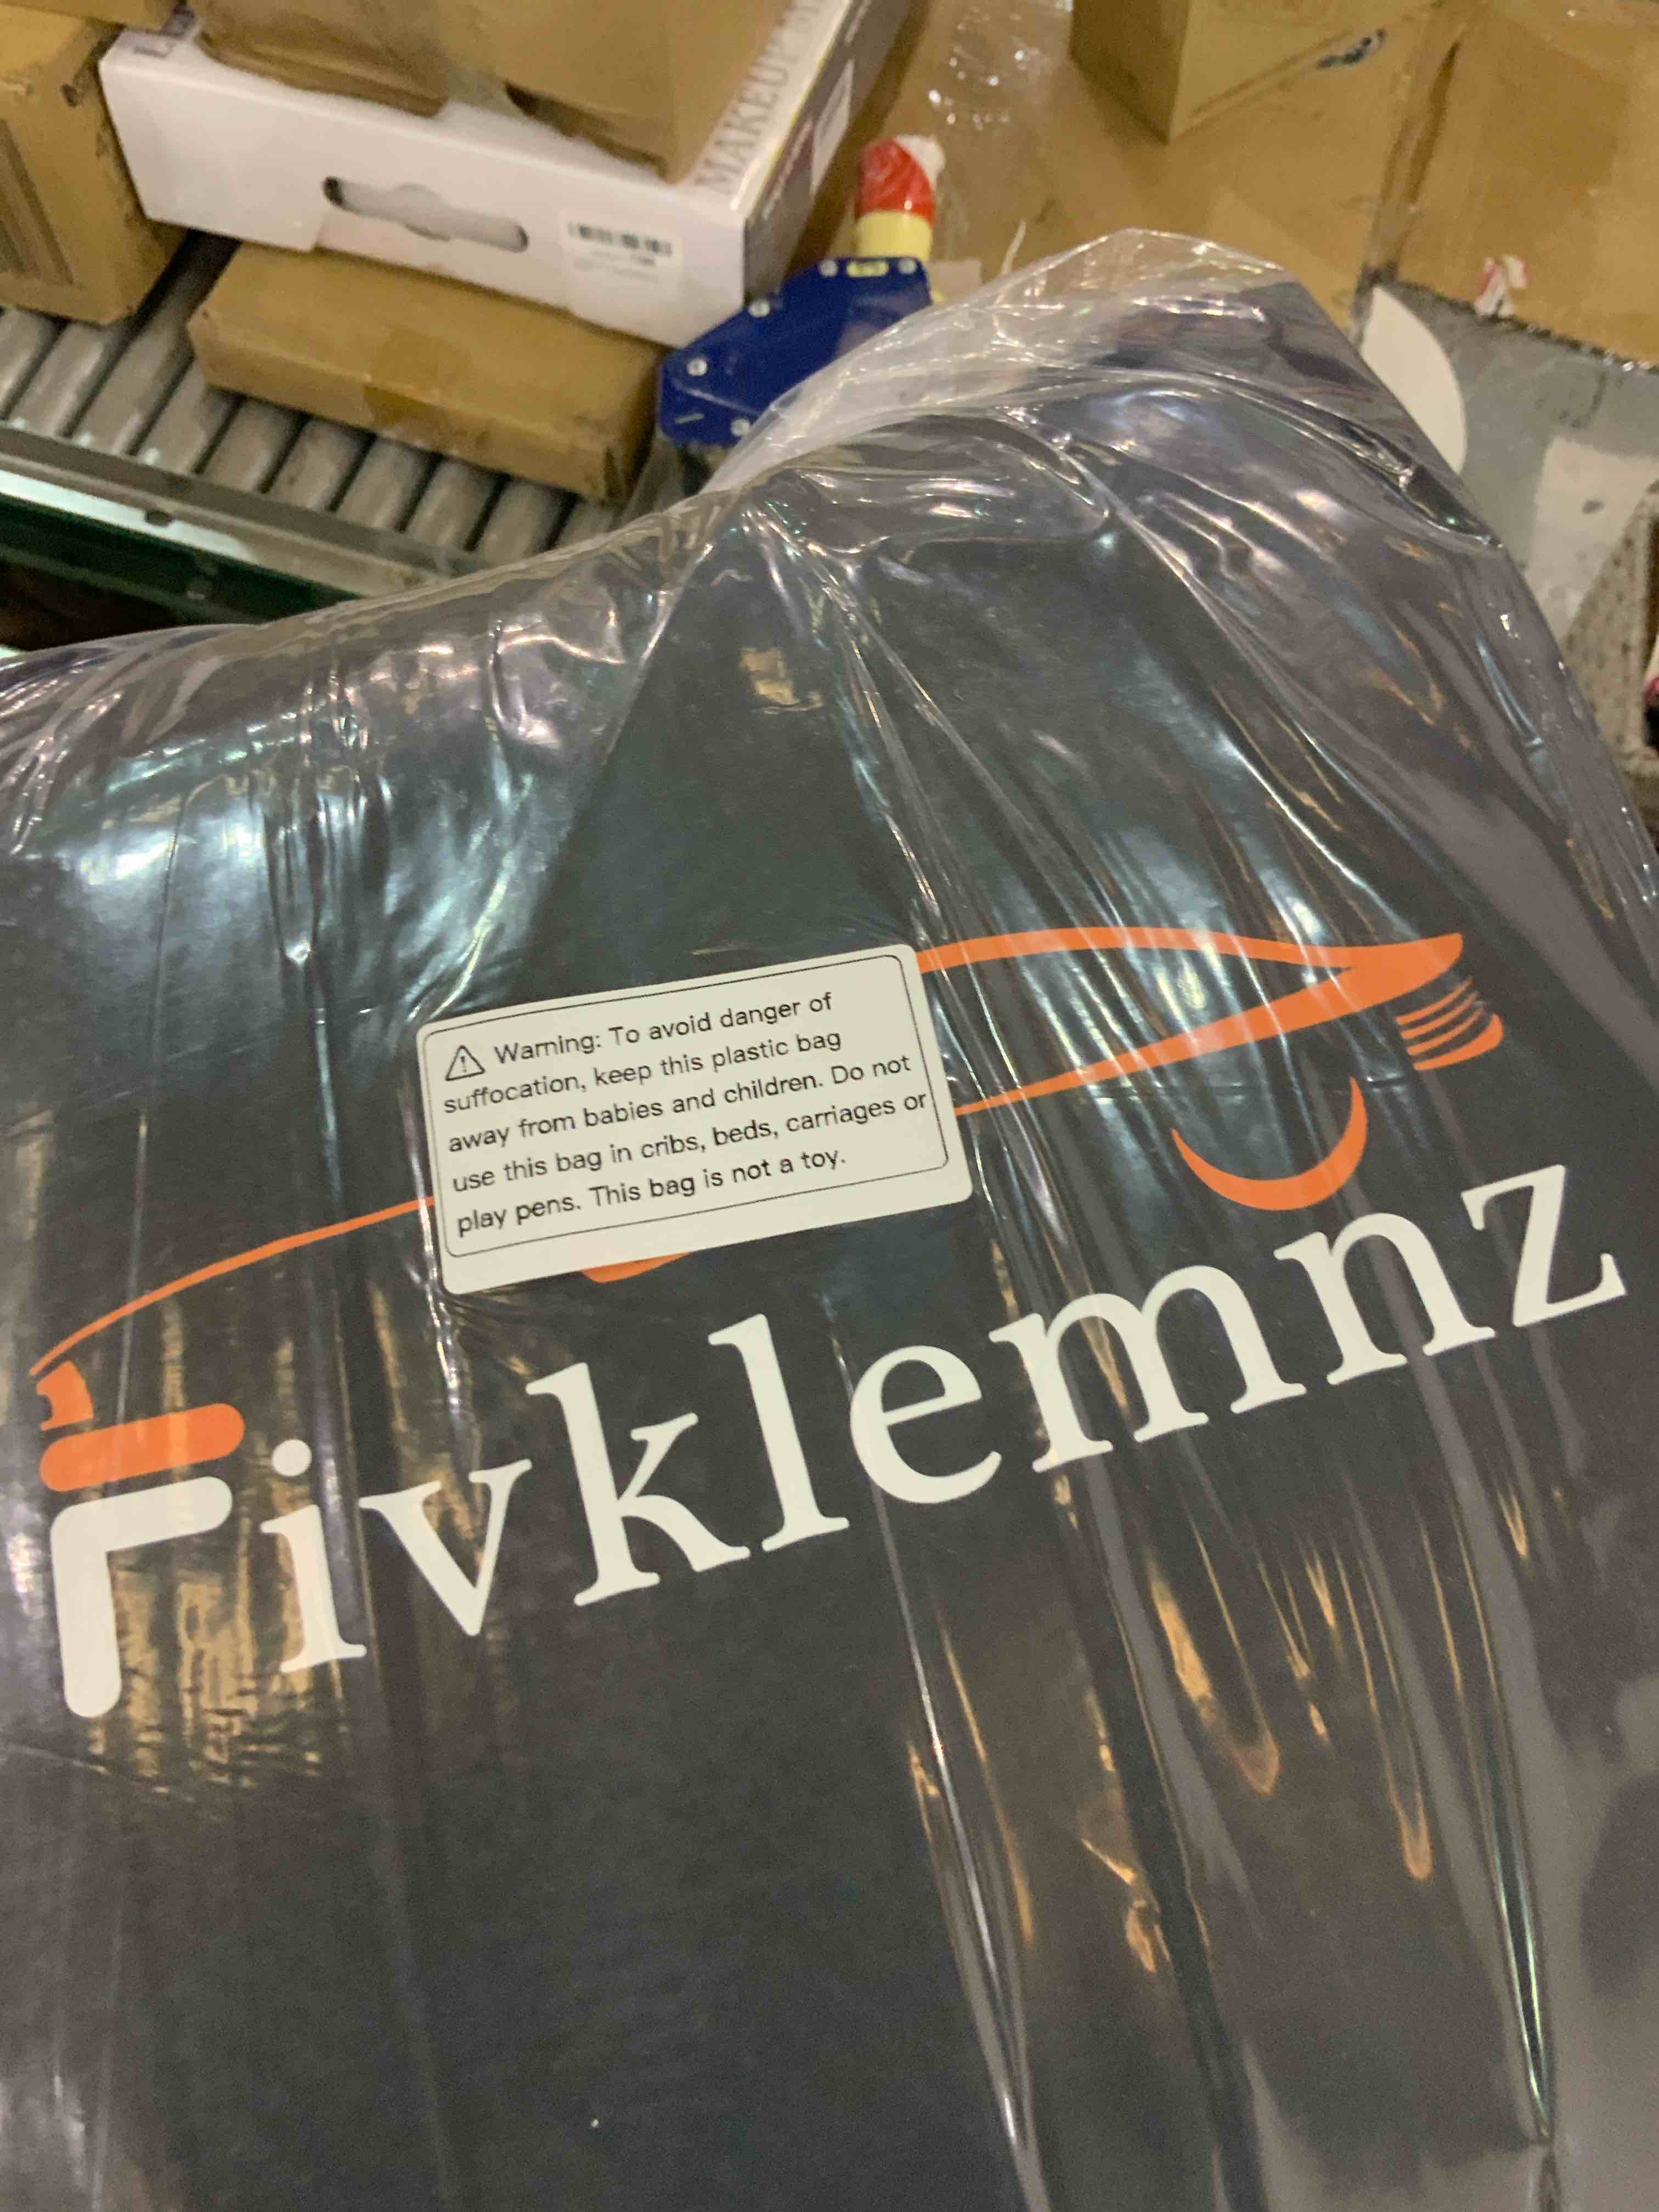 MAKEUP
Warning: To avoid danger of
suffocation, keep this plastic bag
away from babies and children. Do not
use this bag in cribs, beds, carriages or
play pens. This bag is not a toy.
Fivklemnz